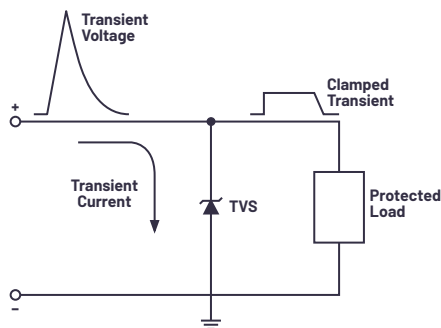 Transient
Voltage
Clamped
Transient
+
Transient
Current
TVS
Protected
Load
-